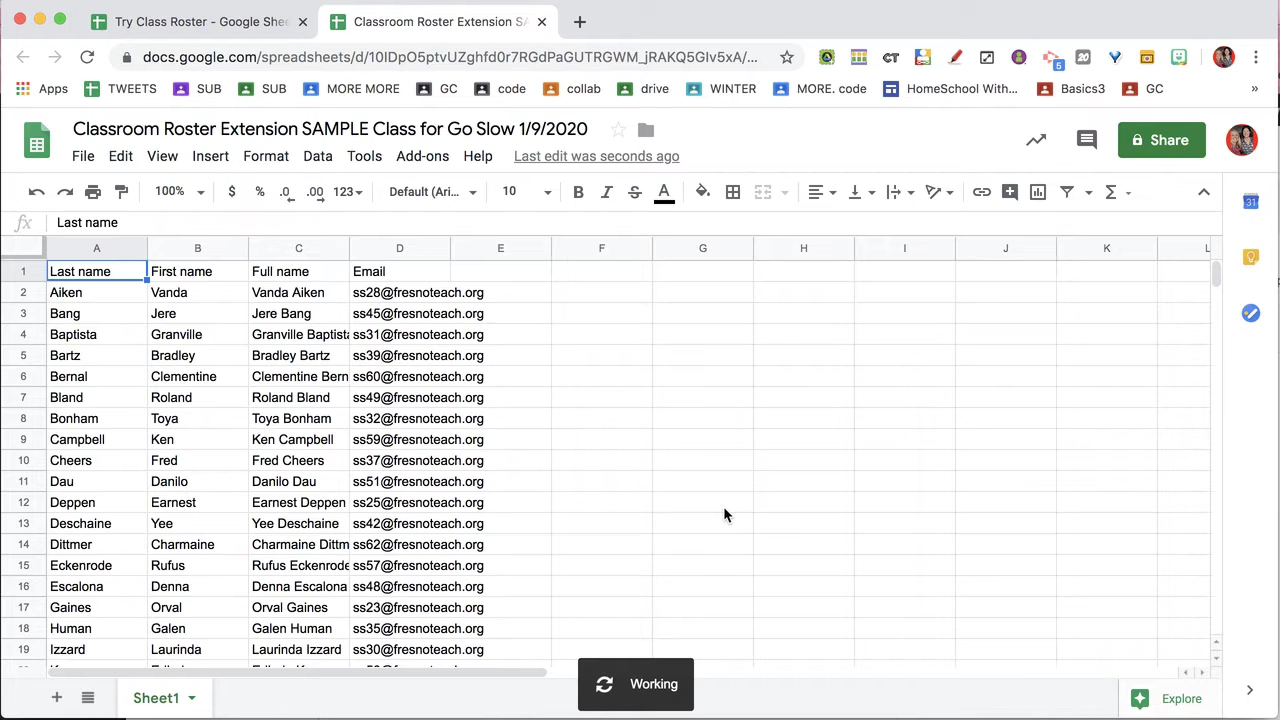 Try Class Roster - Google Shee
Classroom Roster Extension SA
docs.google.com/spreadsheets/d/10IDpO5ptvUZghfd0r7RGdPaGUTRGWM_jRAKQ5GIv5xA/...
5
20
Apps TWEETS SUB SUB MORE MORE GC code collab drive WINTER MORE. code HomeSchool With... Basics3 GC »
Classroom Roster Extension SAMPLE Class for Go Slow 1/9/2020
Share
File Edit View Insert Format Data Tools Add-ons Help Last edit was seconds ago
100% $ % .0 .00 123 Default (Ari... 10 B I S A
31
fx Last name
A B C D E F G H I J K L
1 Last name First name Full name Email
2 Aiken Vanda Vanda Aiken ss28@fresnoteach.org
3 Bang Jere Jere Bang ss45@fresnoteach.org
4 Baptista Granville Granville Baptista ss31@fresnoteach.org
5 Bartz Bradley Bradley Bartz ss39@fresnoteach.org
6 Bernal Clementine Clementine Bern ss60@fresnoteach.org
7 Bland Roland Roland Bland ss49@fresnoteach.org
8 Bonham Toya Toya Bonham ss32@fresnoteach.org
9 Campbell Ken Ken Campbell ss59@fresnoteach.org
10 Cheers Fred Fred Cheers ss37@fresnoteach.org
11 Dau Danilo Danilo Dau ss51@fresnoteach.org
12 Deppen Earnest Earnest Deppen ss25@fresnoteach.org
13 Deschaine Yee Yee Deschaine ss42@fresnoteach.org
14 Dittmer Charmaine Charmaine Dittm ss62@fresnoteach.org
15 Eckenrode Rufus Rufus Eckenrode ss57@fresnoteach.org
16 Escalona Denna Denna Escalona ss48@fresnoteach.org
17 Gaines Orval Orval Gaines ss23@fresnoteach.org
18 Human Galen Galen Human ss35@fresnoteach.org
19 Izzard Laurinda Laurinda Izzard ss30@fresnoteach.org
Working
Sheet1
Explore